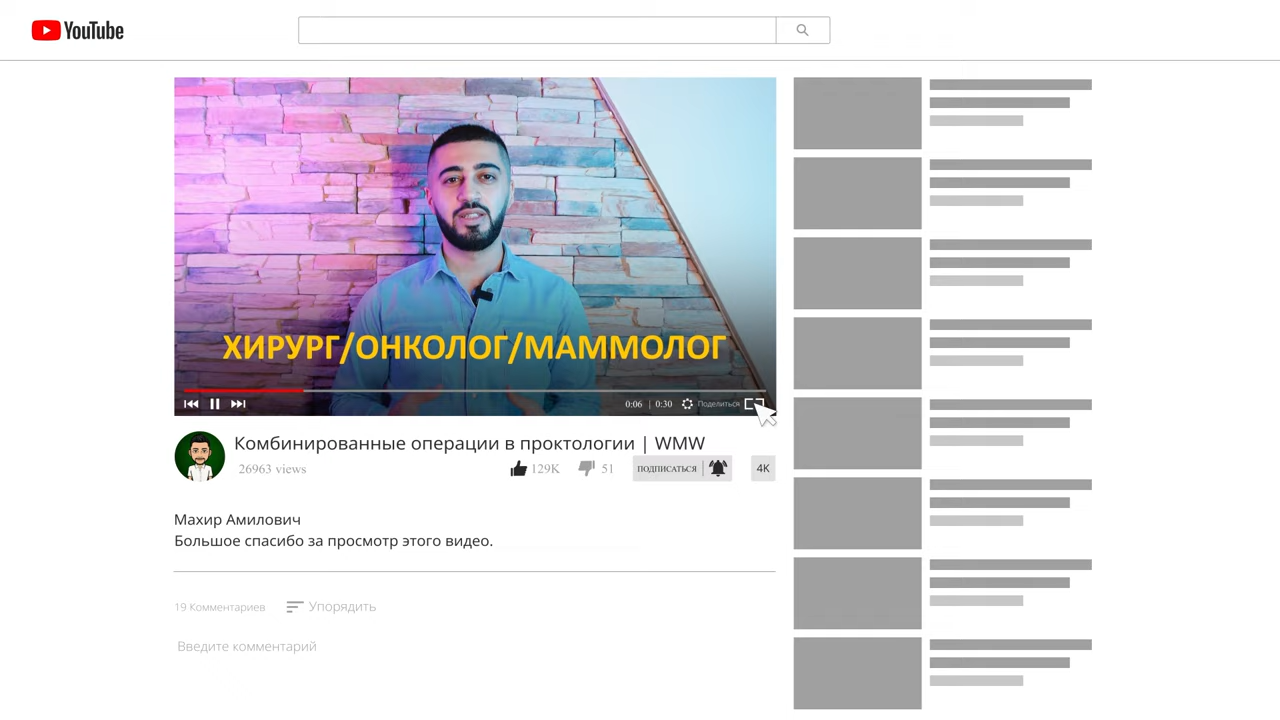 YouTube
ХИРУРГ/ОНКОЛОГ/МАММОЛОГ
0:06 | 0:30 Поделиться
Комбинированные операции в проктологии | WMW
26963 views
129K 51 ПОДПИСАТЬСЯ 4K
Махир Амилович
Большое спасибо за просмотр этого видео.
19 Комментариев Упорядить
Введите комментарий